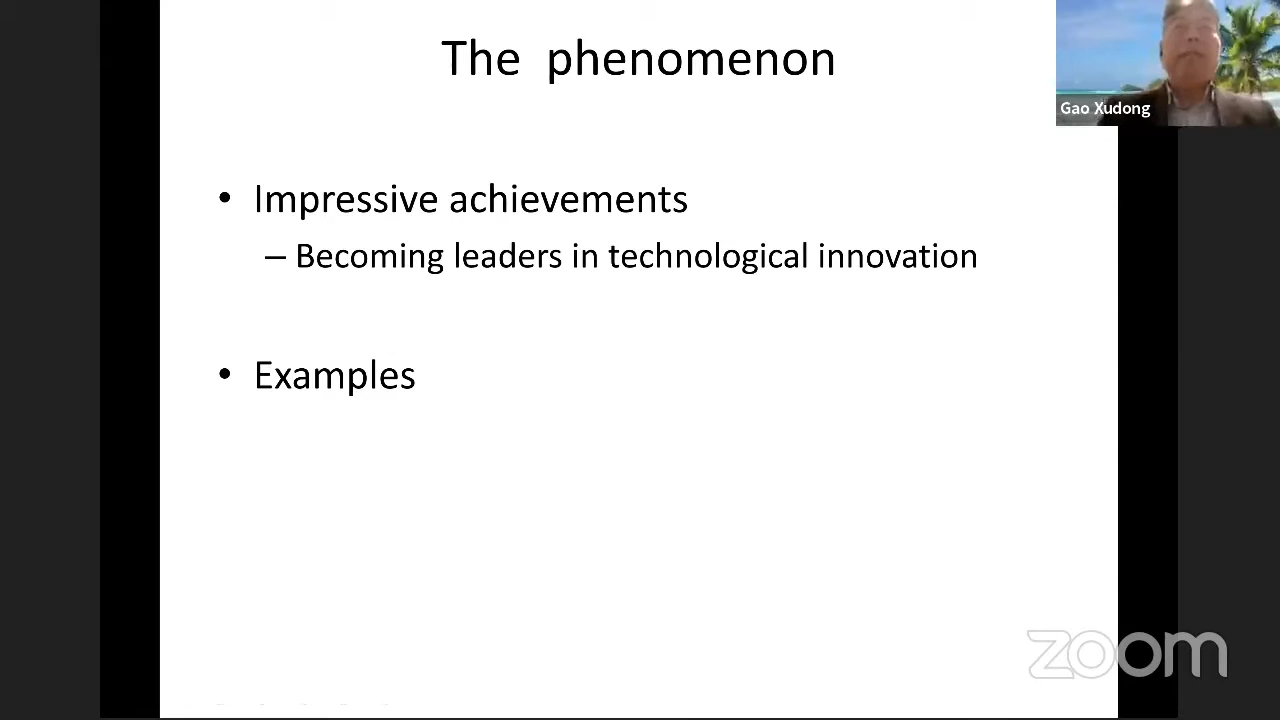 The phenomenon
Gao Xudong
• Impressive achievements
– Becoming leaders in technological innovation
• Examples
zoom